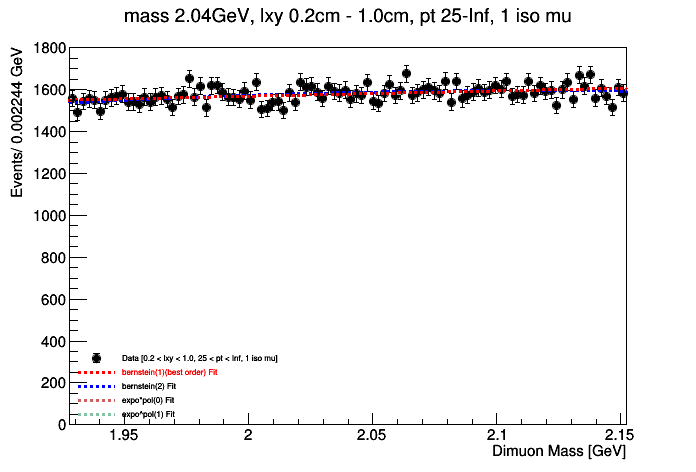 mass 2.04GeV, lxy 0.2cm - 1.0cm, pt 25-Inf, 1 iso mu
Events/ 0.002244 GeV
1800
1600
1400
1200
1000
800
600
400
200
0
Data [0.2 < lxy < 1.0, 25 < pt < Inf, 1 iso mu]
bernstein(1)(best order) Fit
bernstein(2) Fit
expo*pol(0) Fit
expo*pol(1) Fit
1.95 2 2.05 2.1 2.15
Dimuon Mass [GeV]